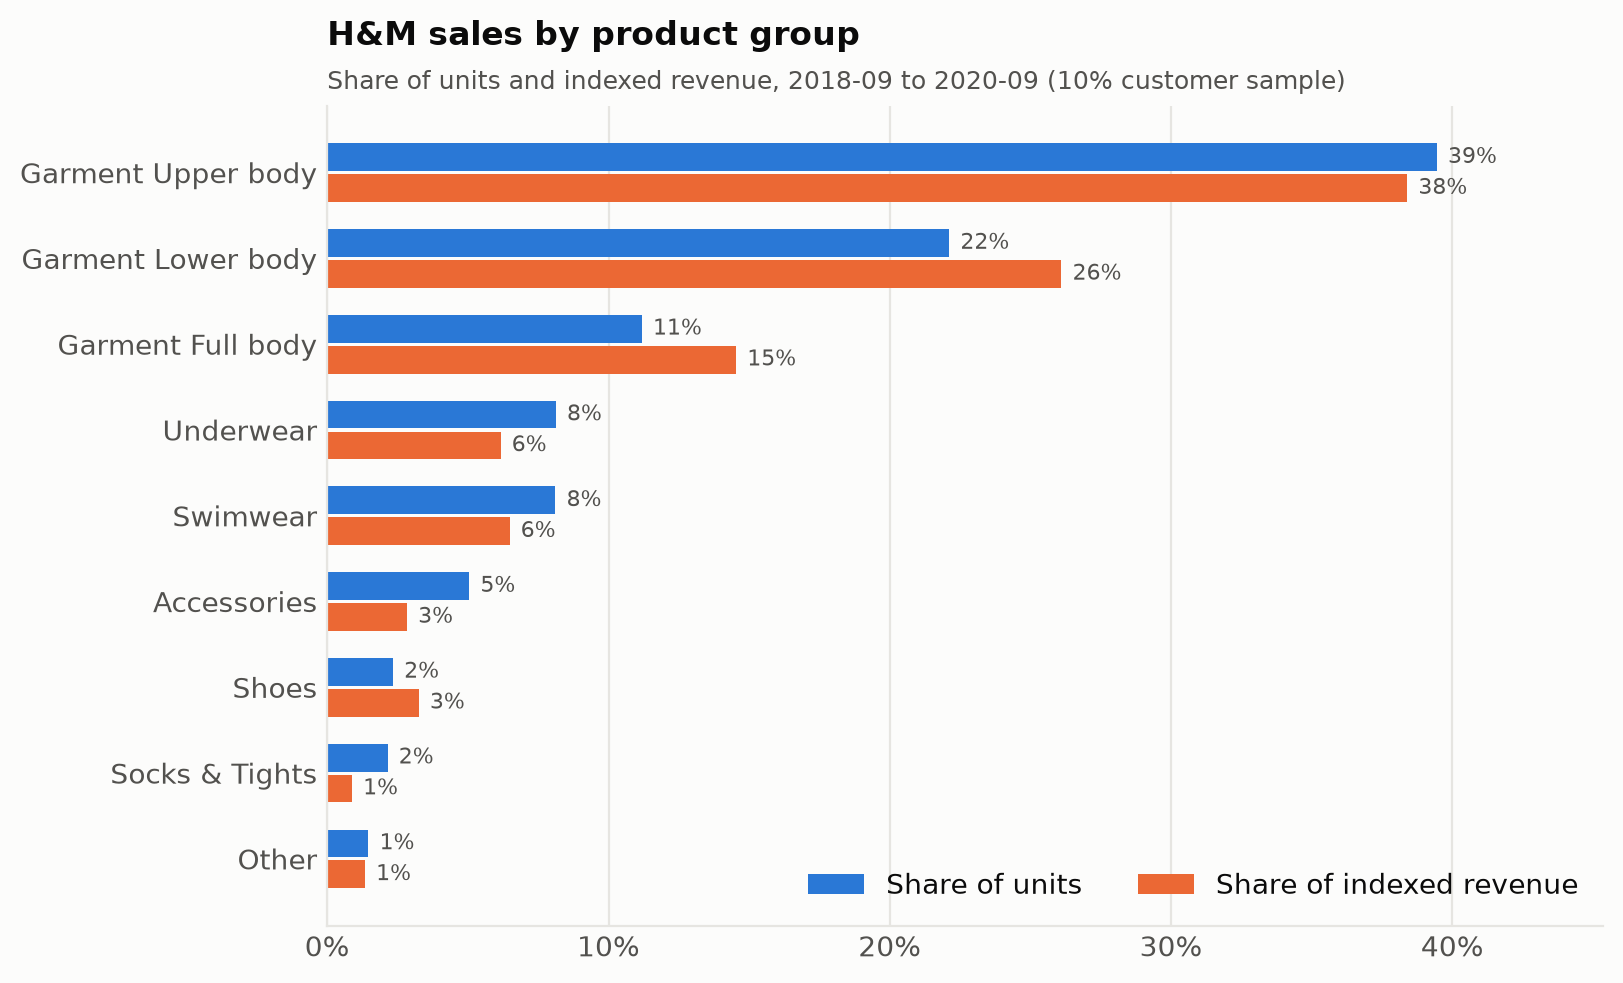 H&M sales by product group
Share of units and indexed revenue, 2018-09 to 2020-09 (10% customer sample)
Garment Upper body
39%
38%
Garment Lower body
22%
26%
Garment Full body
11%
15%
Underwear
8%
6%
Swimwear
8%
6%
Accessories
5%
3%
Shoes
2%
3%
Socks & Tights
2%
1%
Other
1%
1%
Share of units
Share of indexed revenue
0%
10%
20%
30%
40%